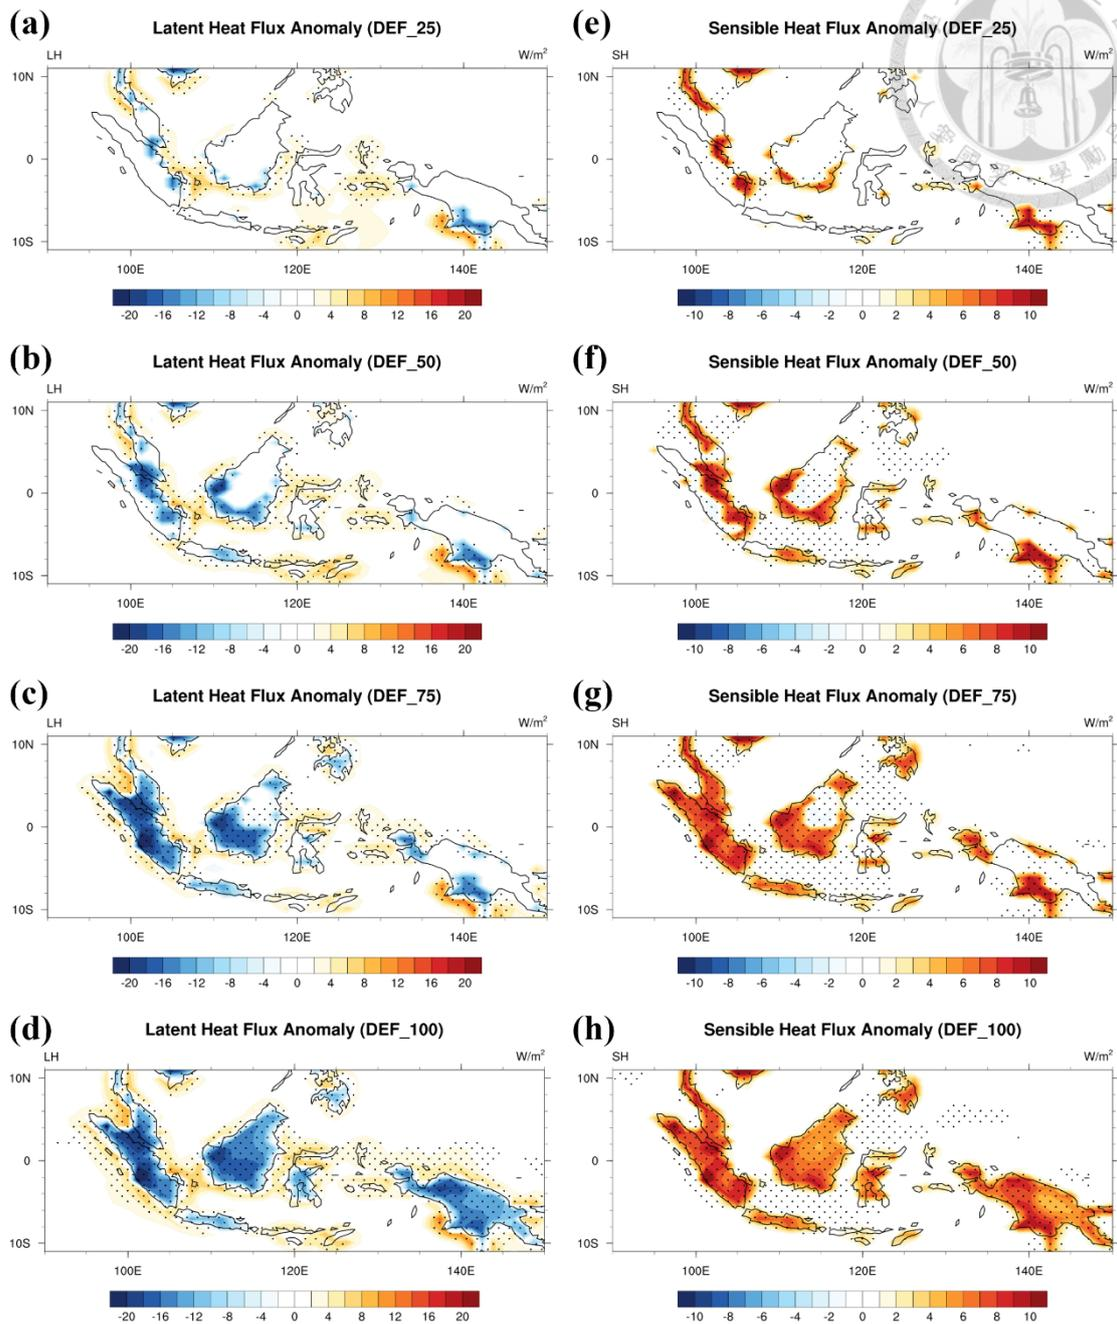 (a)
Latent Heat Flux Anomaly (DEF_25)
LH W/m²
10N
0
10S
100E 120E 140E
-20 -16 -12 -8 -4 0 4 8 12 16 20
(e)
Sensible Heat Flux Anomaly (DEF_25)
SH W/m²
10N
0
10S
100E 120E 140E
-10 -8 -6 -4 -2 0 2 4 6 8 10
(b)
Latent Heat Flux Anomaly (DEF_50)
LH W/m²
10N
0
10S
100E 120E 140E
-20 -16 -12 -8 -4 0 4 8 12 16 20
(f)
Sensible Heat Flux Anomaly (DEF_50)
SH W/m²
10N
0
10S
100E 120E 140E
-10 -8 -6 -4 -2 0 2 4 6 8 10
(c)
Latent Heat Flux Anomaly (DEF_75)
LH W/m²
10N
0
10S
100E 120E 140E
-20 -16 -12 -8 -4 0 4 8 12 16 20
(g)
Sensible Heat Flux Anomaly (DEF_75)
SH W/m²
10N
0
10S
100E 120E 140E
-10 -8 -6 -4 -2 0 2 4 6 8 10
(d)
Latent Heat Flux Anomaly (DEF_100)
LH W/m²
10N
0
10S
100E 120E 140E
-20 -16 -12 -8 -4 0 4 8 12 16 20
(h)
Sensible Heat Flux Anomaly (DEF_100)
SH W/m²
10N
0
10S
100E 120E 140E
-10 -8 -6 -4 -2 0 2 4 6 8 10